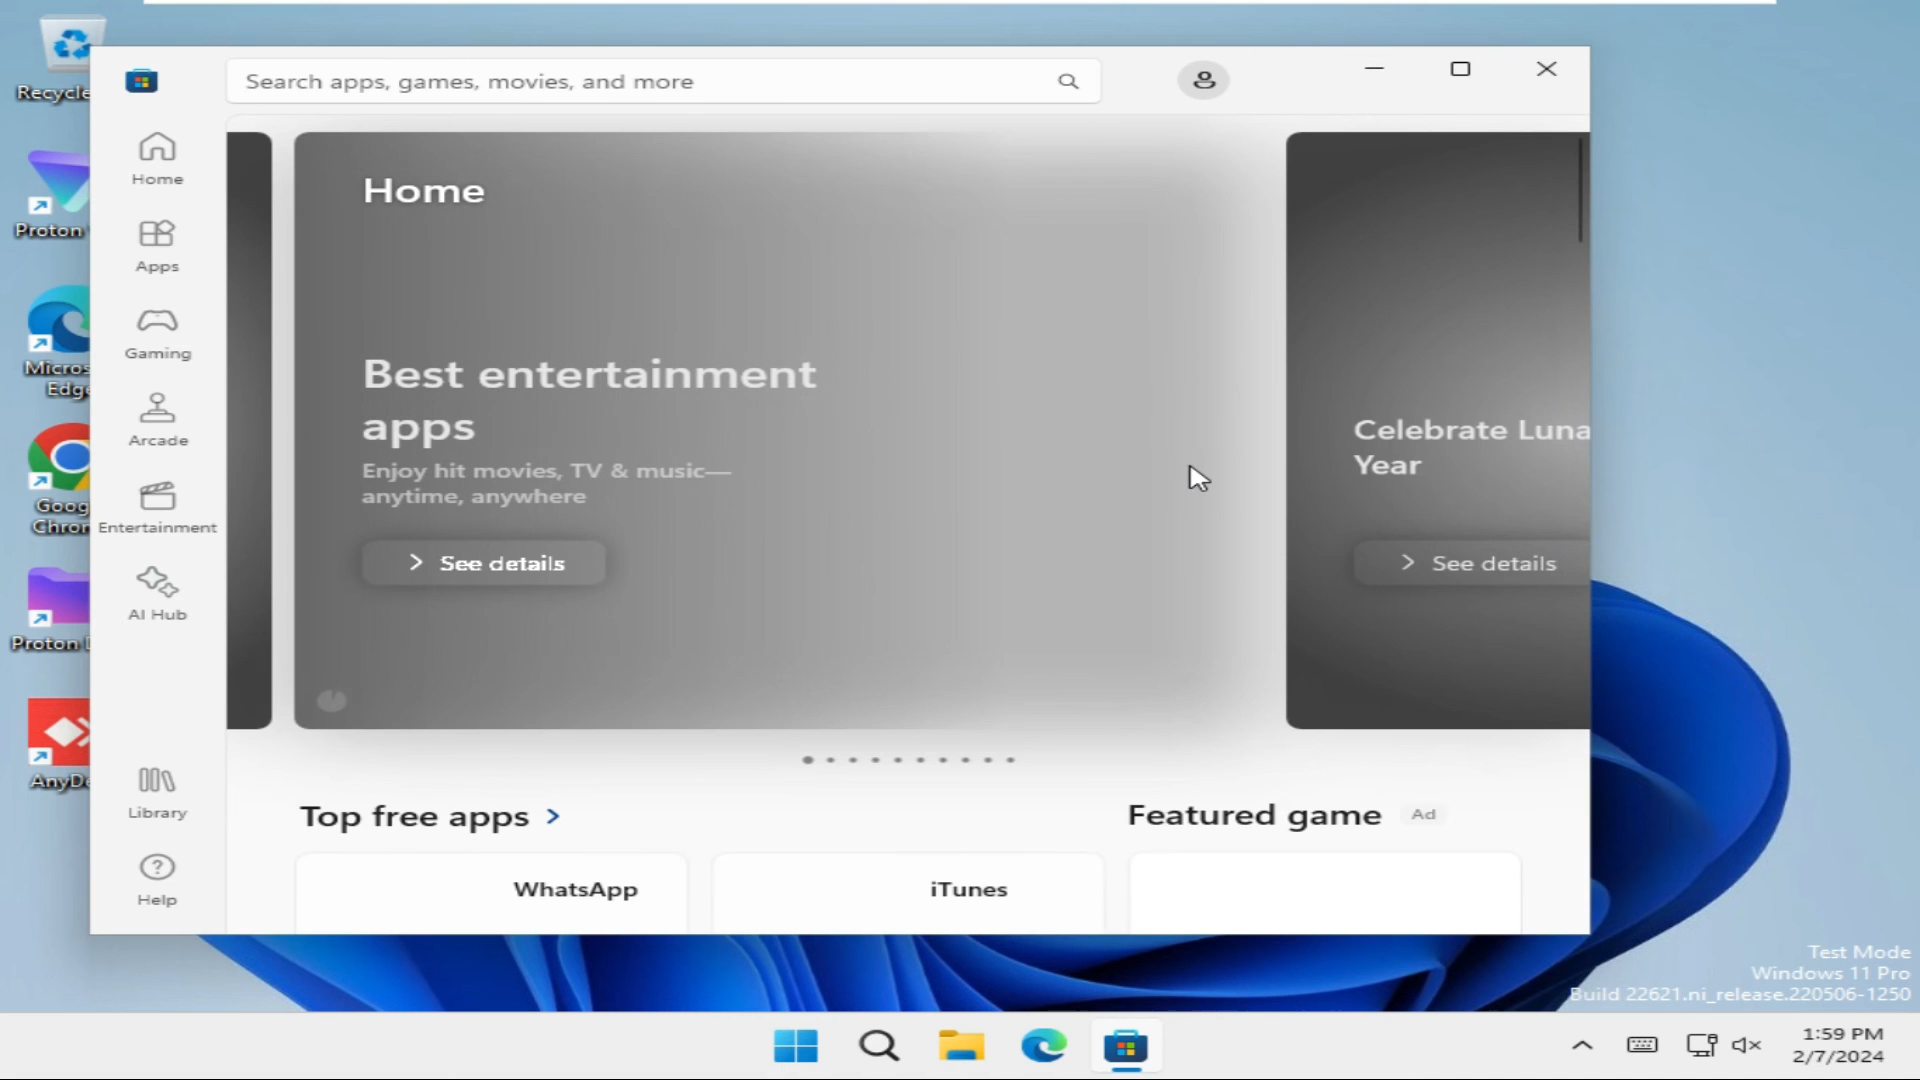 Recycle
Proton
Micros
Edge
Goog
Chron
Proton
AnyDe
Search apps, games, movies, and more
Home
Apps
Gaming
Arcade
Entertainment
AI Hub
Library
Help
Home
Best entertainment
apps
Enjoy hit movies, TV & music—
anytime, anywhere
See details
Celebrate Luna
Year
See details
Top free apps
Featured game Ad
WhatsApp
iTunes
Test Mode
Windows 11 Pro
Build 22621.ni_release.220506-1250
1:59 PM
2/7/2024